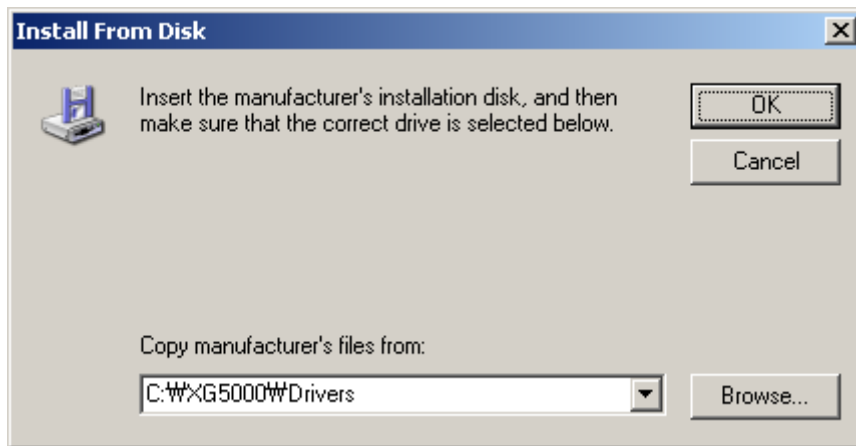 Install From Disk
Insert the manufacturer's installation disk, and then
make sure that the correct drive is selected below.
OK
Cancel
Copy manufacturer's files from:
C:₩XG5000₩Drivers
Browse...